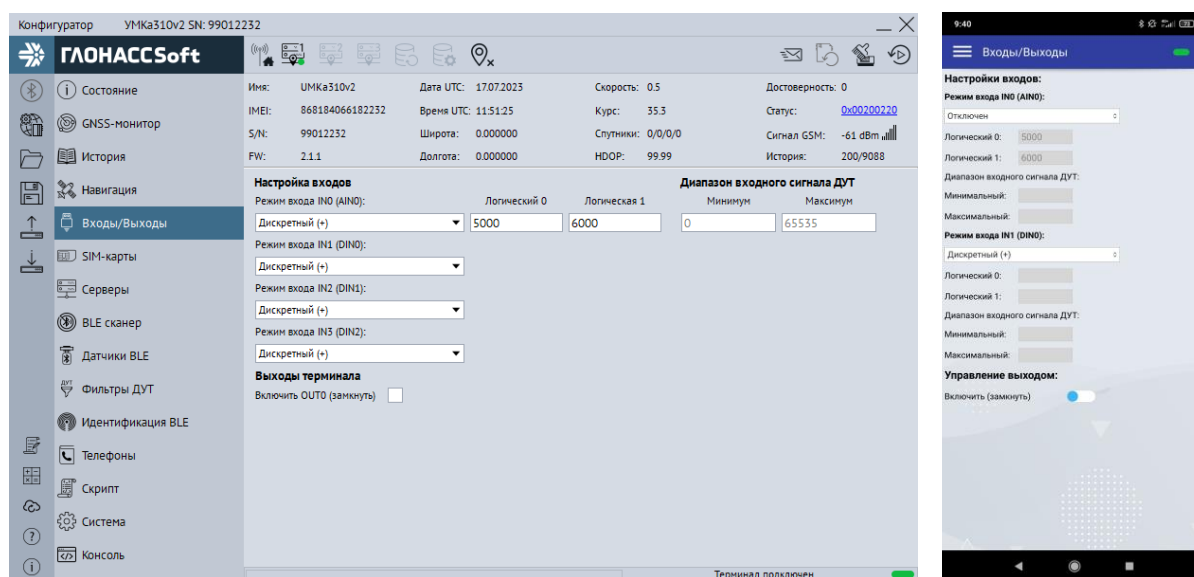 Конфигуратор УМКа310v2 SN: 99012232
ГЛОНАССSoft
Состояние
GNSS-монитор
История
Навигация
Входы/Выходы
SIM-карты
Серверы
BLE сканер
Датчики BLE
Фильтры ДУТ
Идентификация BLE
Телефоны
Скрипт
Система
Консоль
Имя: УМКа310v2 Дата UTC: 17.07.2023 Скорость: 0.5 Достоверность: 0
IMEI: 868184066182232 Время UTC: 11:51:25 Курс: 35.3 Статус: 0x00200220
S/N: 99012232 Широта: 0.000000 Спутники: 0/0/0/0 Сигнал GSM: -61 dBm
FW: 2.1.1 Долгота: 0.000000 HDOP: 99.99 История: 200/9088
Настройка входов Диапазон входного сигнала ДУТ
Режим входа IN0 (AIN0): Логический 0 Логическая 1 Минимум Максимум
Дискретный (+) 5000 6000 0 65535
Режим входа IN1 (DIN0):
Дискретный (+)
Режим входа IN2 (DIN1):
Дискретный (+)
Режим входа IN3 (DIN2):
Дискретный (+)
Выходы терминала
Включить OUT0 (замкнуть)
Терминал подключен
9:40
Входы/Выходы
Настройки входов:
Режим входа IN0 (AIN0):
Отключен
Логический 0: 5000
Логический 1: 6000
Диапазон входного сигнала ДУТ:
Минимальный:
Максимальный:
Режим входа IN1 (DIN0):
Дискретный (+)
Логический 0:
Логический 1:
Диапазон входного сигнала ДУТ:
Минимальный:
Максимальный:
Управление выходом:
Включить (замкнуть)